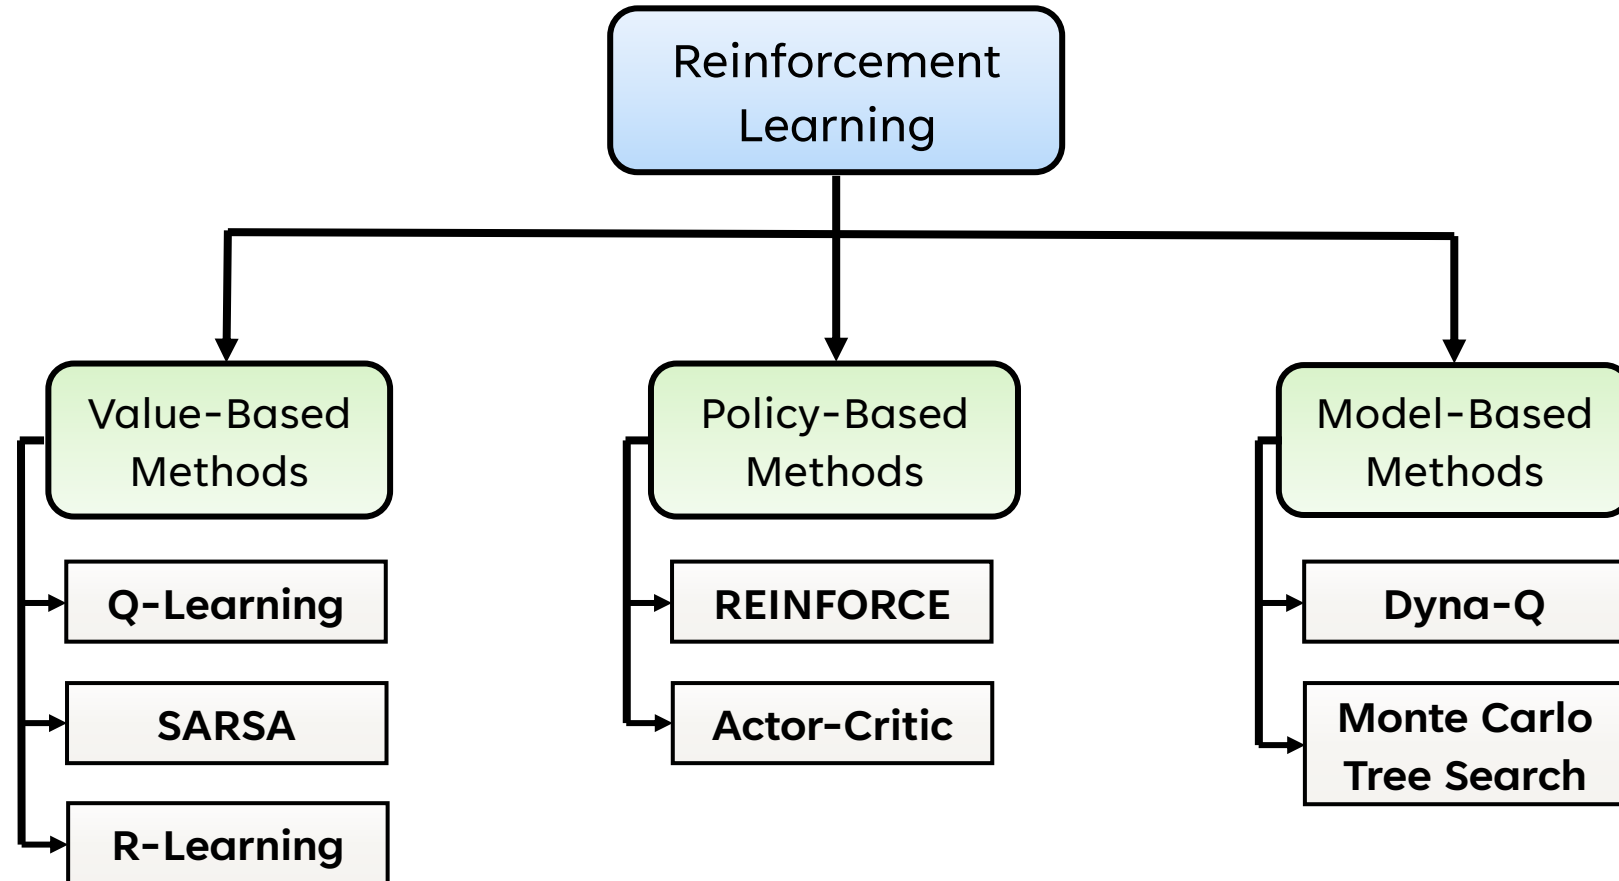 Reinforcement
Learning
Value-Based
Methods
Q-Learning
SARSA
R-Learning
Policy-Based
Methods
REINFORCE
Actor-Critic
Model-Based
Methods
Dyna-Q
Monte Carlo
Tree Search